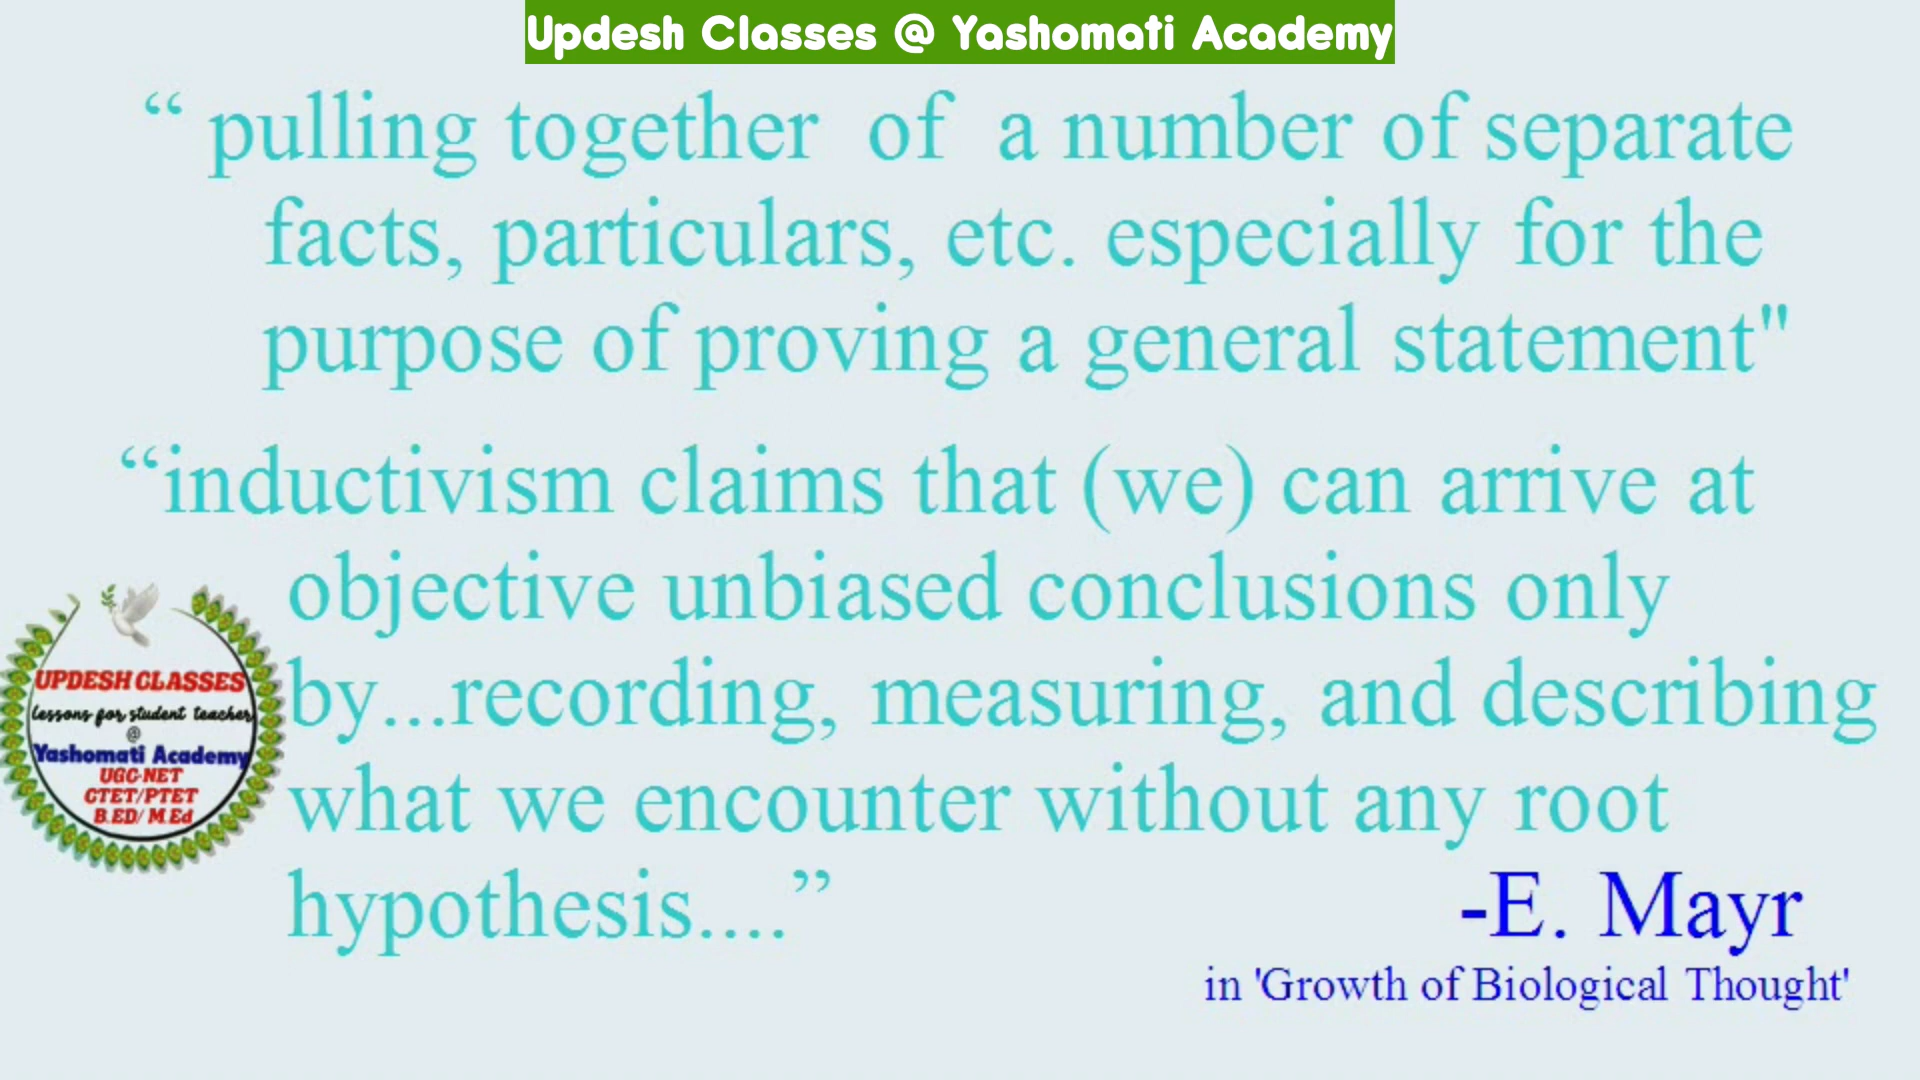 Updesh Classes @ Yashomati Academy
“ pulling together of a number of separate
facts, particulars, etc. especially for the
purpose of proving a general statement"
“inductivism claims that (we) can arrive at
objective unbiased conclusions only
by...recording, measuring, and describing
what we encounter without any root
hypothesis....”
-E. Mayr
in 'Growth of Biological Thought'
UPDESH CLASSES
lessons for student teacher
@
Yashomati Academy
UGC-NET
CTET/PTET
B.ED/ M.Ed